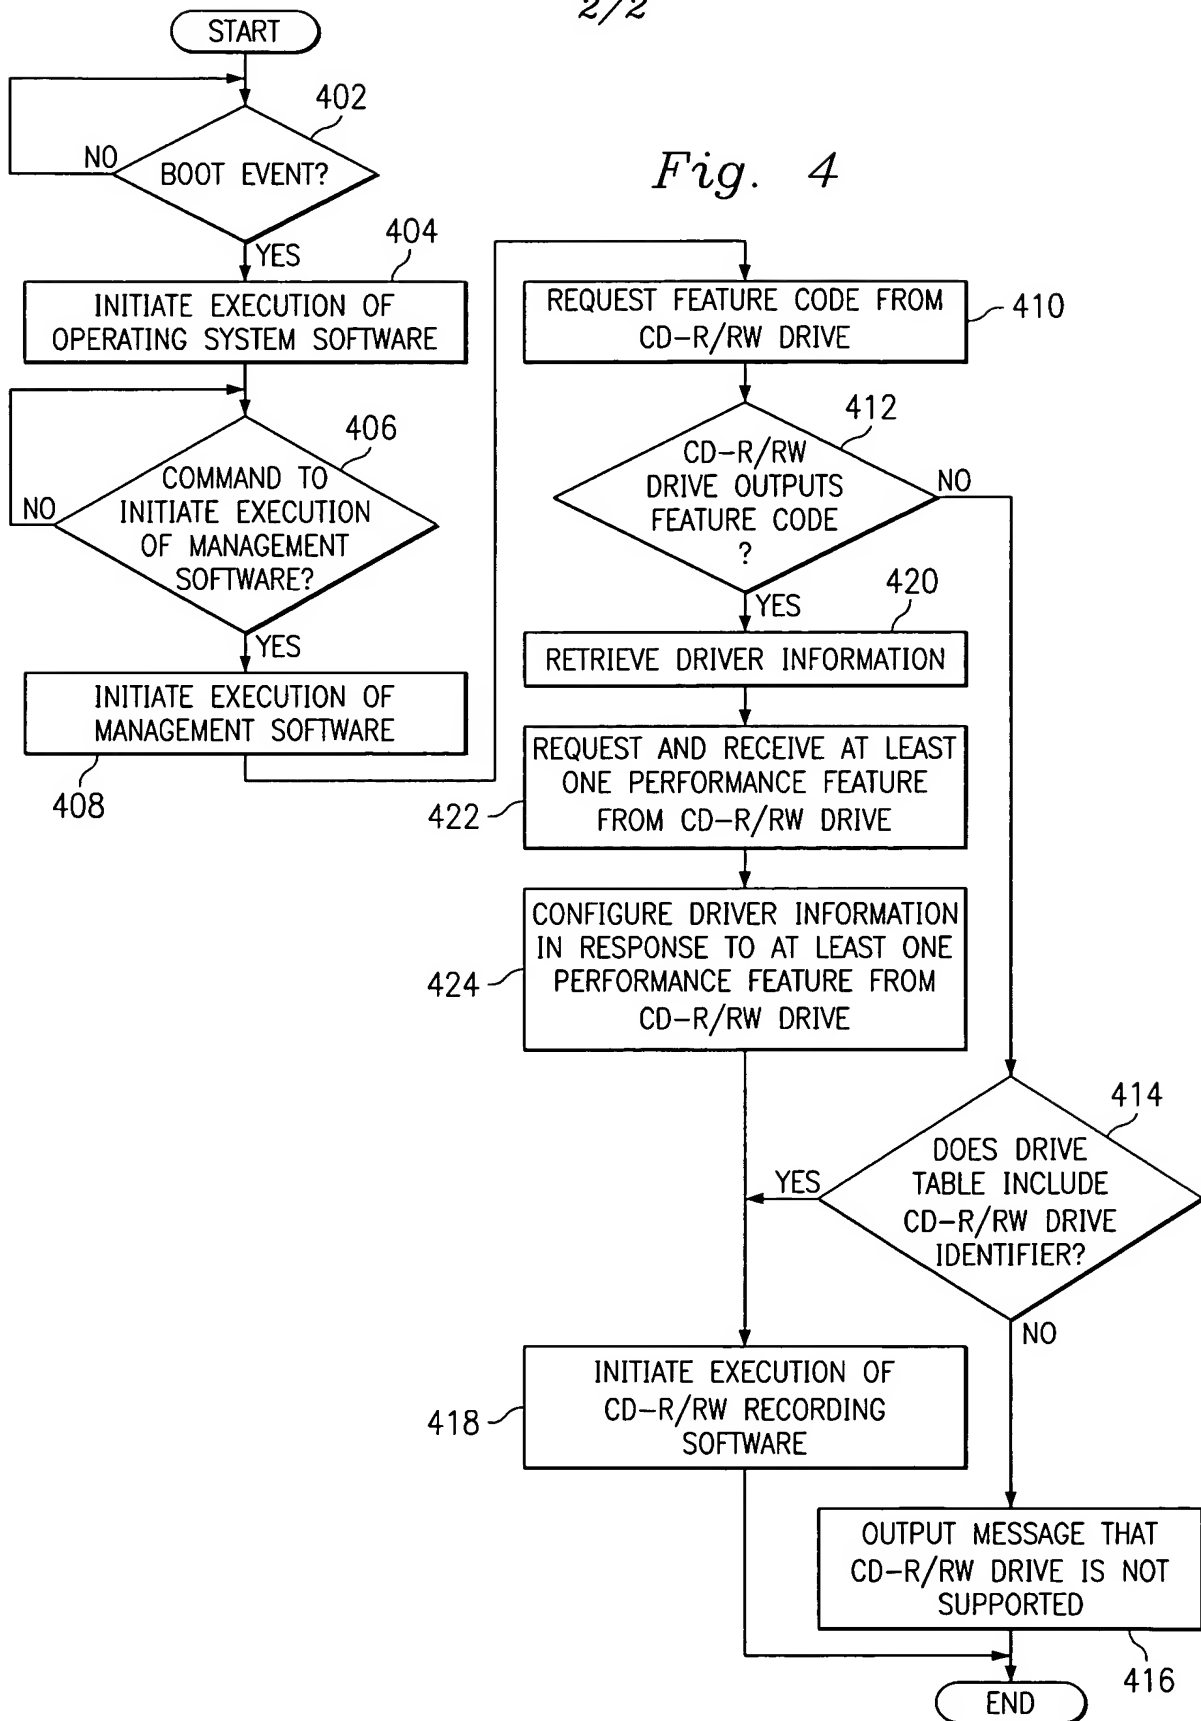 2/2
START
402
NO
BOOT EVENT?
Fig. 4
YES
404
INITIATE EXECUTION OF
OPERATING SYSTEM SOFTWARE
406
NO
COMMAND TO
INITIATE EXECUTION
OF MANAGEMENT
SOFTWARE?
YES
INITIATE EXECUTION OF
MANAGEMENT SOFTWARE
408
REQUEST FEATURE CODE FROM
CD-R/RW DRIVE
410
412
CD-R/RW
DRIVE OUTPUTS
FEATURE CODE
?
NO
YES
420
RETRIEVE DRIVER INFORMATION
REQUEST AND RECEIVE AT LEAST
ONE PERFORMANCE FEATURE
FROM CD-R/RW DRIVE
422
CONFIGURE DRIVER INFORMATION
IN RESPONSE TO AT LEAST ONE
PERFORMANCE FEATURE FROM
CD-R/RW DRIVE
424
414
DOES DRIVE
TABLE INCLUDE
CD-R/RW DRIVE
IDENTIFIER?
YES
NO
INITIATE EXECUTION OF
CD-R/RW RECORDING
SOFTWARE
418
OUTPUT MESSAGE THAT
CD-R/RW DRIVE IS NOT
SUPPORTED
416
END